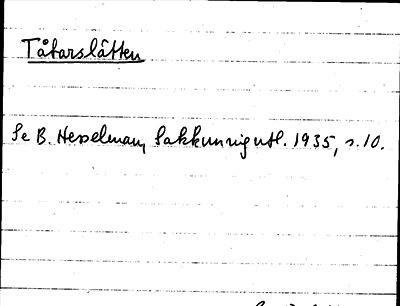 Tåtarslåtten
Se B. Hesselman, Sakkunnigutl. 1935, s. 10.